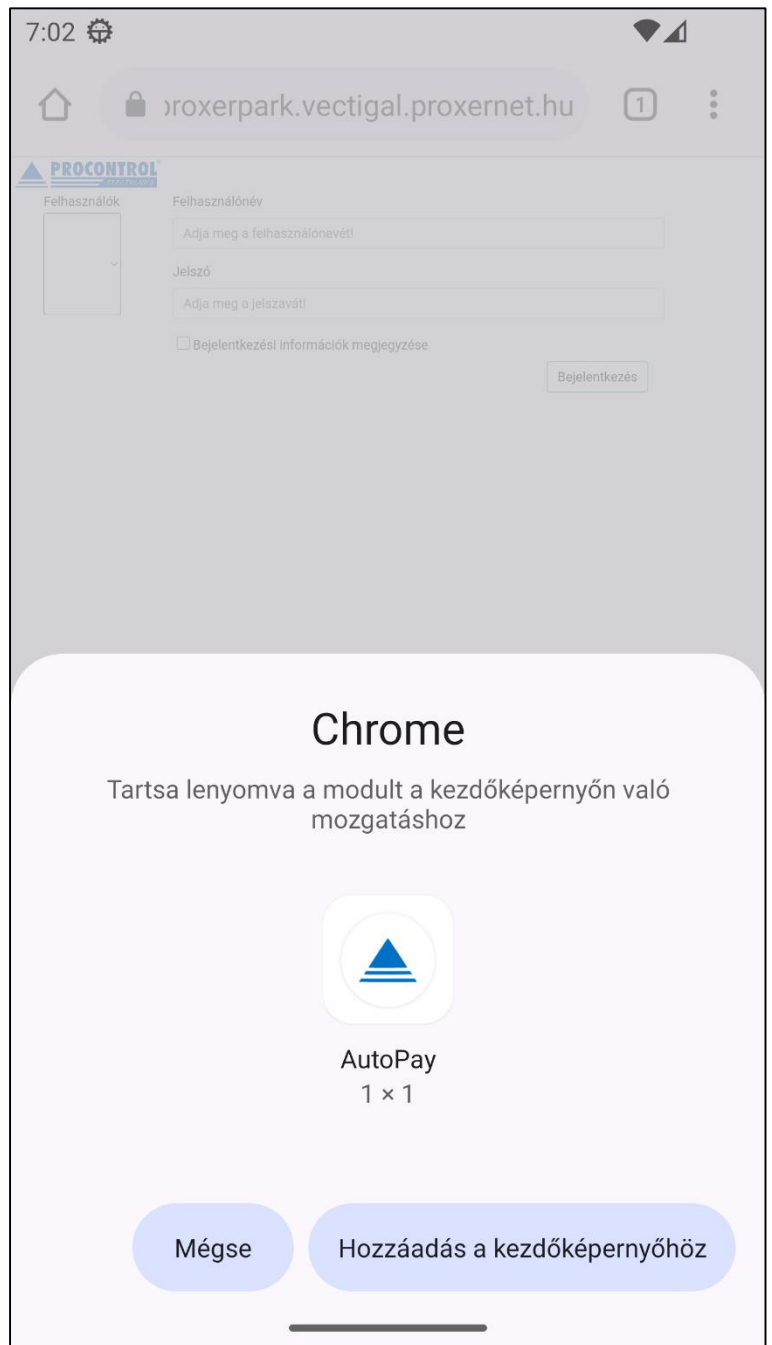 7:02
proxerpark.vectigal.proxernet.hu
1
PROCONTROL
Felhasználók
Felhasználónév
Adja meg a felhasználónevét!
Jelszó
Adja meg a jelszavát!
Bejelentkezési információk megjegyzése
Bejelentkezés
Chrome
Tartsa lenyomva a modult a kezdőképernyőn való
mozgatáshoz
AutoPay
1 × 1
Mégse
Hozzáadás a kezdőképernyőhöz